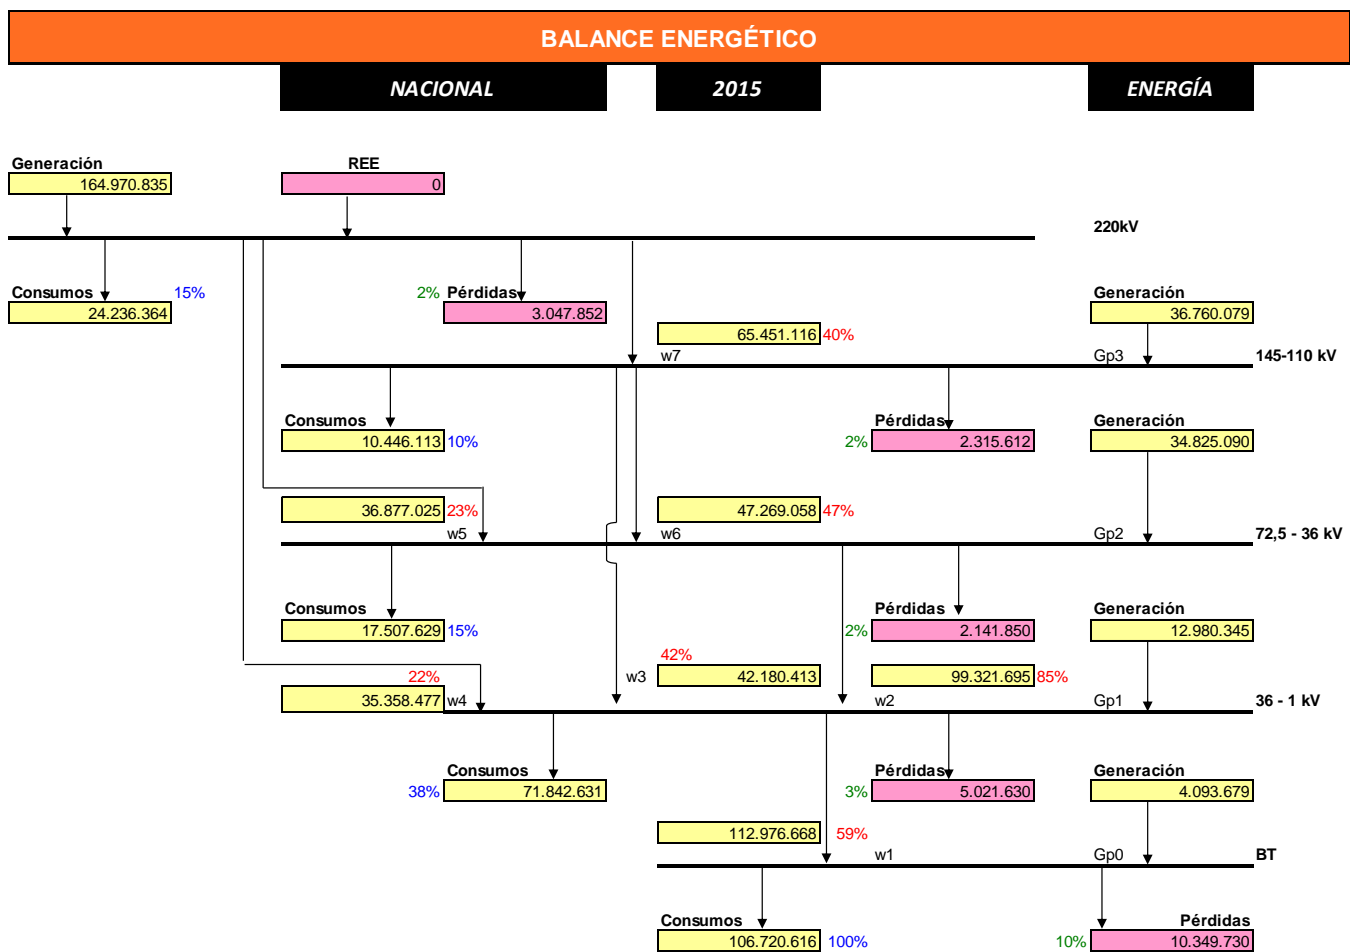 BALANCE ENERGÉTICO
NACIONAL 2015 ENERGÍA
Generación REE
164.970.835 0
220kV
Consumos 15% 2% Pérdidas Generación
24.236.364 3.047.852 36.760.079
65.451.116 40%
w7 Gp3 145-110 kV
Consumos Pérdidas Generación
10.446.113 10% 2% 2.315.612 34.825.090
36.877.025 23% 47.269.058 47%
w5 w6 Gp2 72,5 - 36 kV
Consumos Pérdidas Generación
17.507.629 15% 2% 2.141.850 12.980.345
42%
22% w3 42.180.413 99.321.695 85%
35.358.477 w4 w2 Gp1 36 - 1 kV
Consumos Pérdidas Generación
38% 71.842.631 3% 5.021.630 4.093.679
112.976.668 59%
w1 Gp0 BT
Consumos Pérdidas
106.720.616 100% 10% 10.349.730